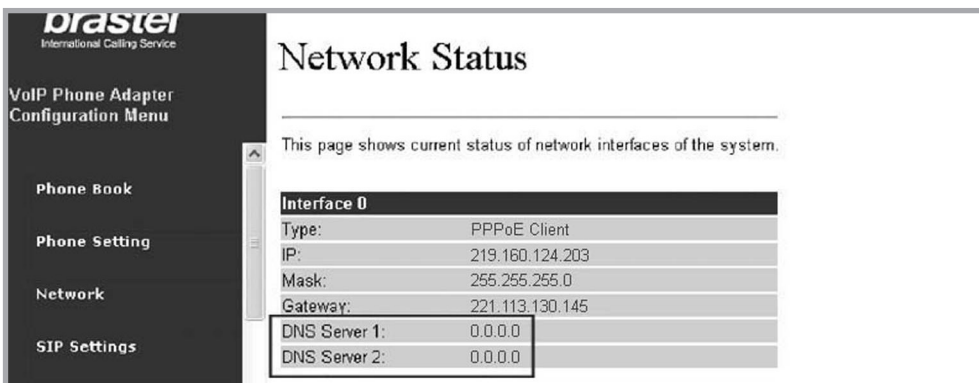 brastel
International Calling Service
VoIP Phone Adapter
Configuration Menu
Phone Book
Phone Setting
Network
SIP Settings
Network Status
This page shows current status of network interfaces of the system.
Interface 0
Type: PPPoE Client
IP: 219.160.124.203
Mask: 255.255.255.0
Gateway: 221.113.130.145
DNS Server 1: 0.0.0.0
DNS Server 2: 0.0.0.0